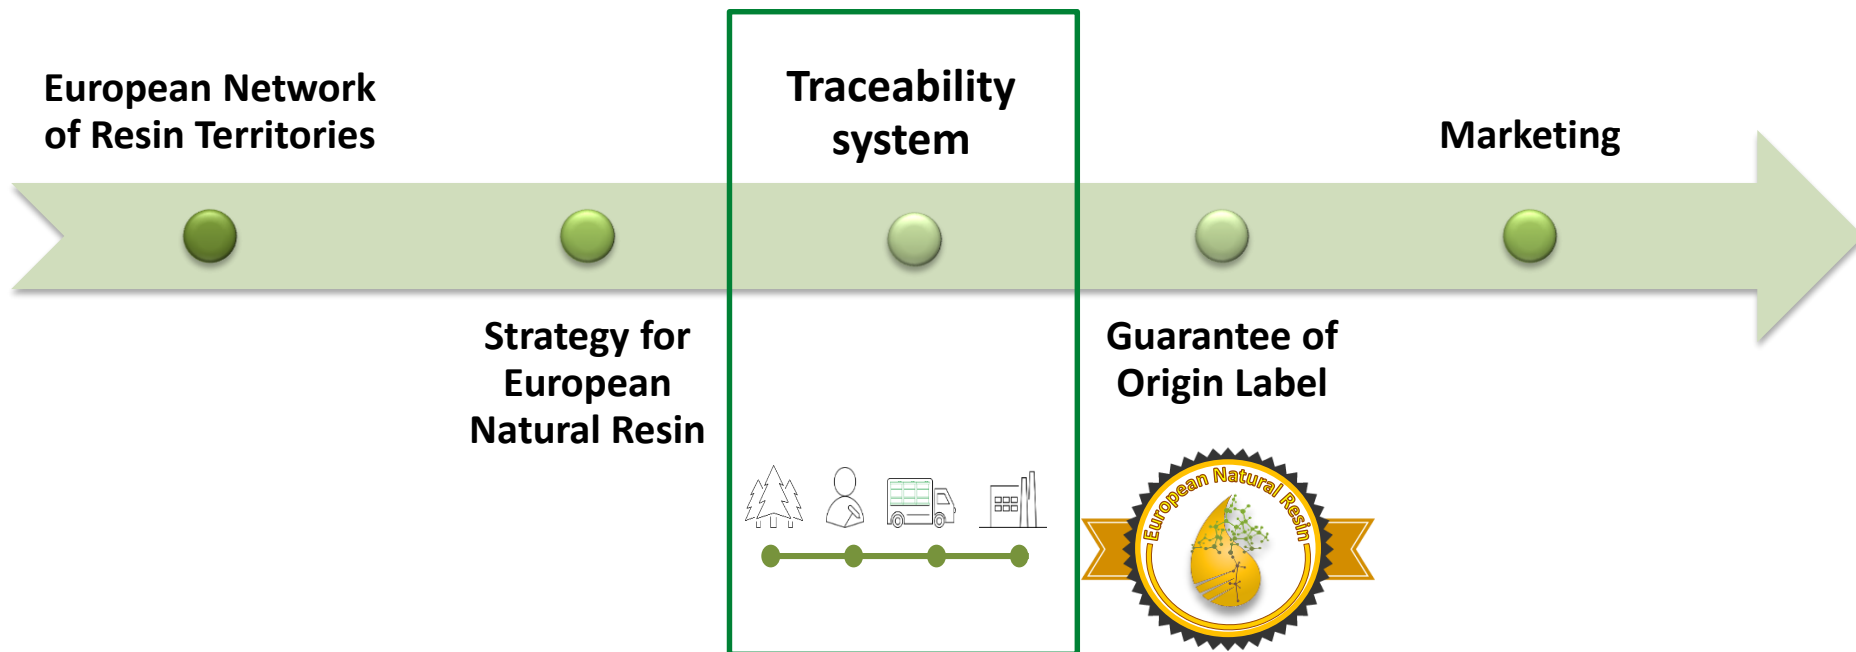 European Network
of Resin Territories
Traceability
system
Marketing
Strategy for
European
Natural Resin
Guarantee of
Origin Label
European Natural Resin